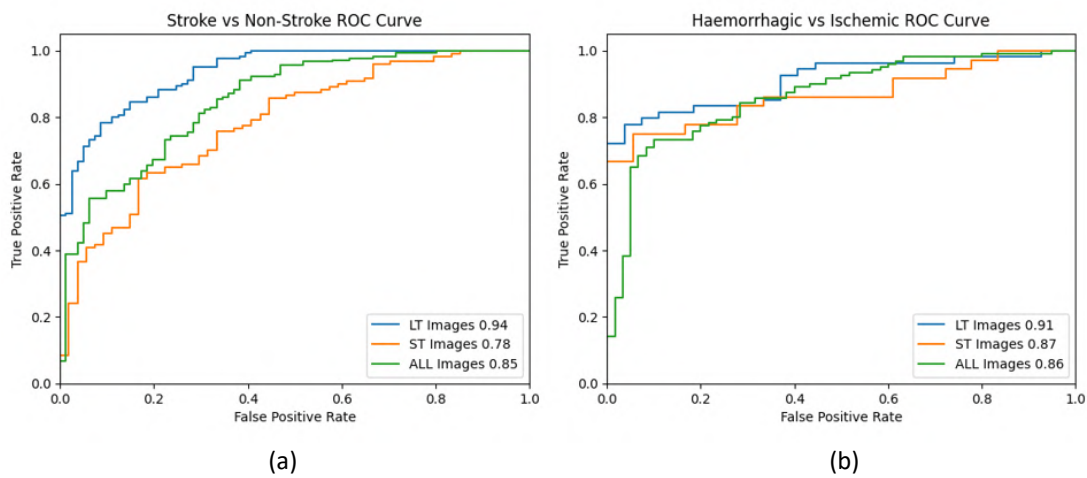 Stroke vs Non-Stroke ROC Curve
1.0
0.8
0.6
0.4
0.2
0.0
True Positive Rate
0.0 0.2 0.4 0.6 0.8 1.0
False Positive Rate
LT Images 0.94
ST Images 0.78
ALL Images 0.85
(a)
Haemorrhagic vs Ischemic ROC Curve
1.0
0.8
0.6
0.4
0.2
0.0
True Positive Rate
0.0 0.2 0.4 0.6 0.8 1.0
False Positive Rate
LT Images 0.91
ST Images 0.87
ALL Images 0.86
(b)